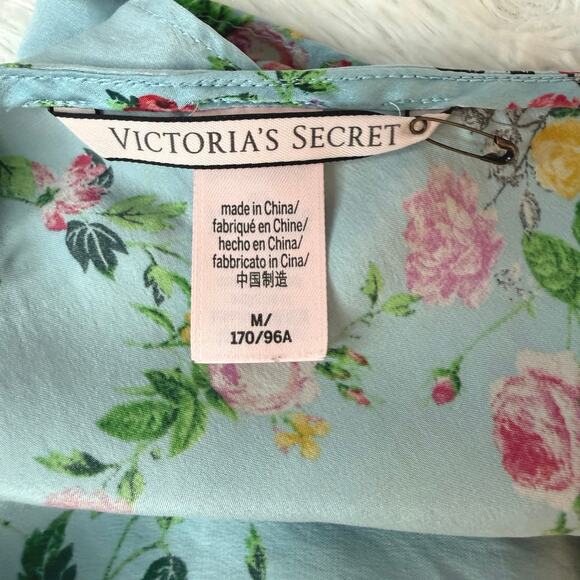 VICTORIA'S SECRET
made in China/
fabriqué en Chine/
hecho en China/
fabbricato in Cina/
中国制造
M/
170/96A